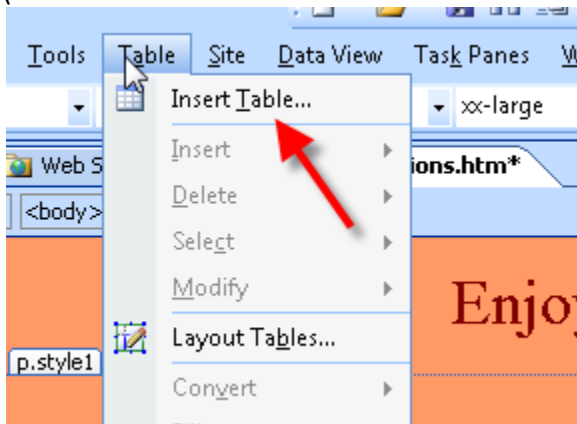 Tools Table Site Data View Task Panes W
Insert Table...
xx-large
Insert
Web S
ions.htm*
Delete
<body>
Select
Modify
Enjoy
Layout Tables...
p.style1
Convert